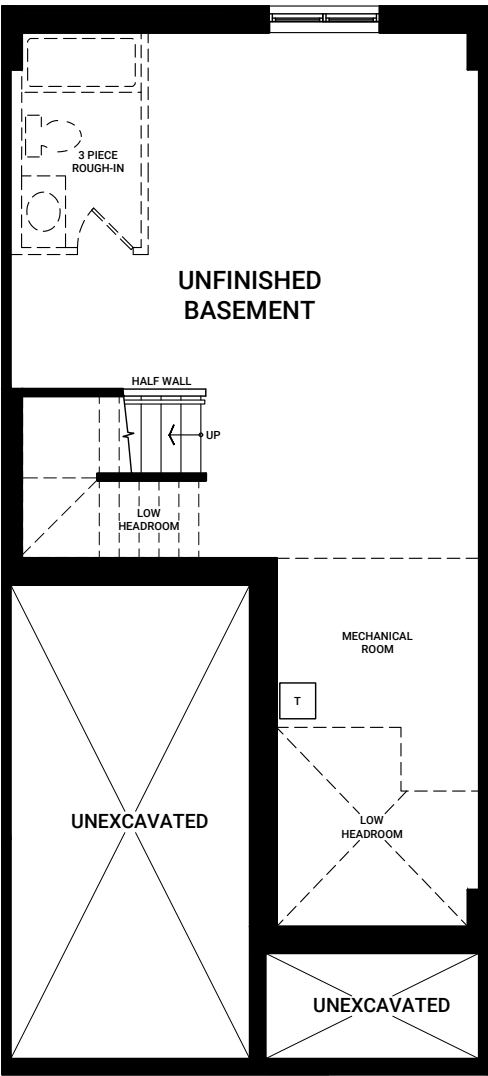 3 PIECE
ROUGH-IN
UNFINISHED
BASEMENT
HALF WALL
UP
LOW
HEADROOM
MECHANICAL
ROOM
T
LOW
HEADROOM
UNEXCAVATED
UNEXCAVATED